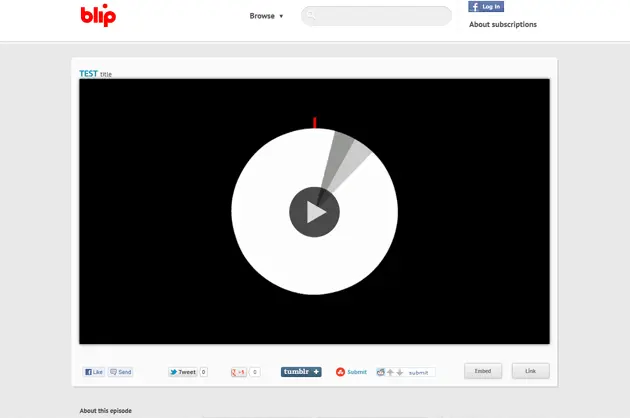 blip
Browse ▼
Log In
About subscriptions
TEST title
Like Send
Tweet 0
+1 0
tumblr +
Submit
submit
Embed
Link
About this episode